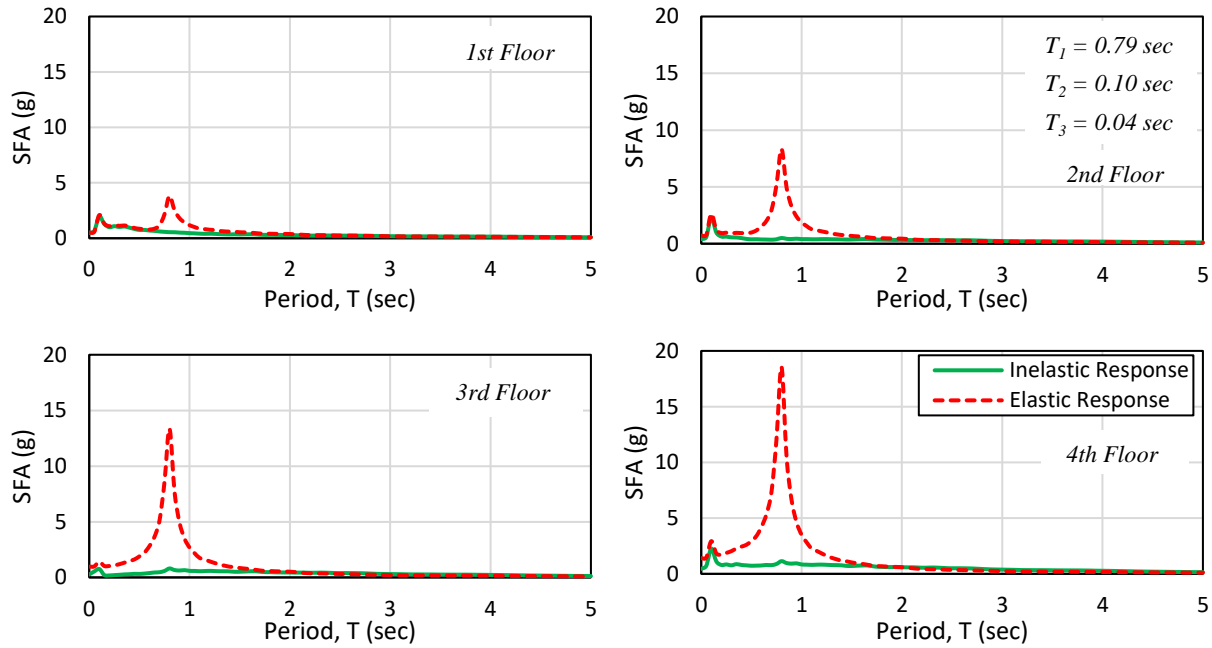 20
15
10
5
0
SFA (g)
1st Floor
0 1 2 3 4 5
Period, T (sec)
20
15
10
5
0
SFA (g)
T₁ = 0.79 sec
T₂ = 0.10 sec
T₃ = 0.04 sec
2nd Floor
0 1 2 3 4 5
Period, T (sec)
20
15
10
5
0
SFA (g)
3rd Floor
0 1 2 3 4 5
Period, T (sec)
20
15
10
5
0
SFA (g)
Inelastic Response
Elastic Response
4th Floor
0 1 2 3 4 5
Period, T (sec)